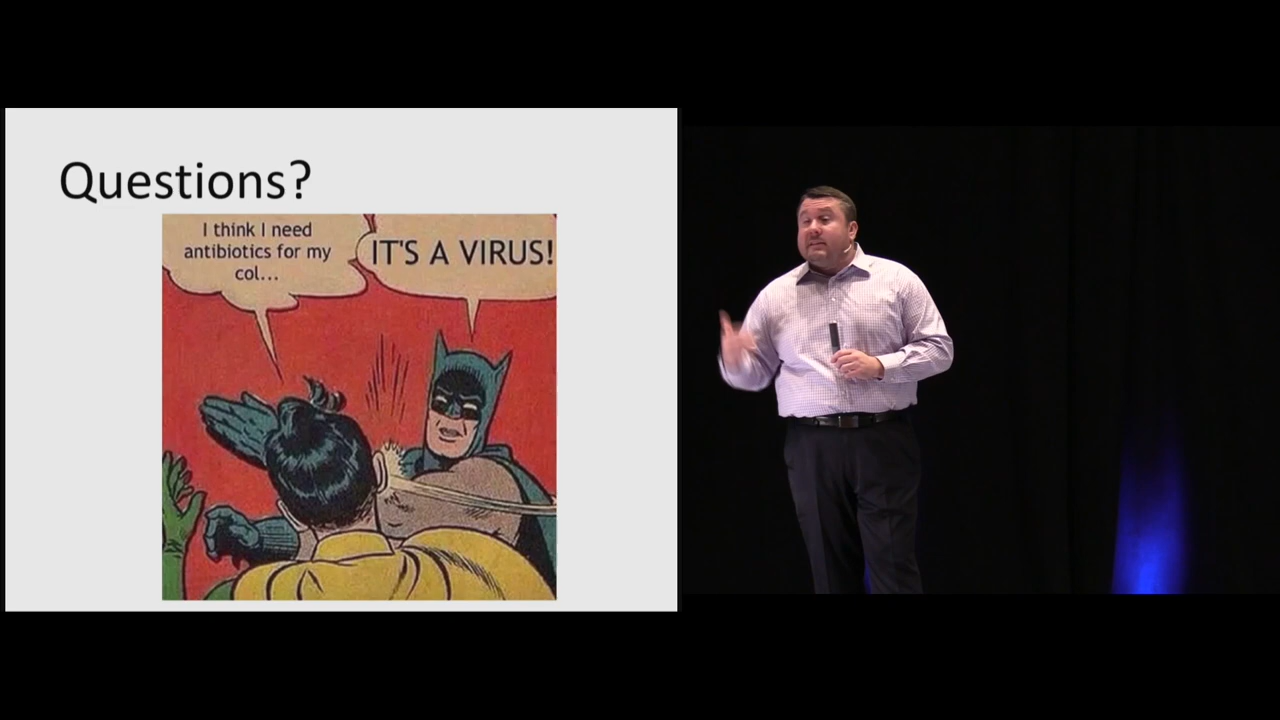 Questions?
I think I need
antibiotics for my
col...
IT'S A VIRUS!